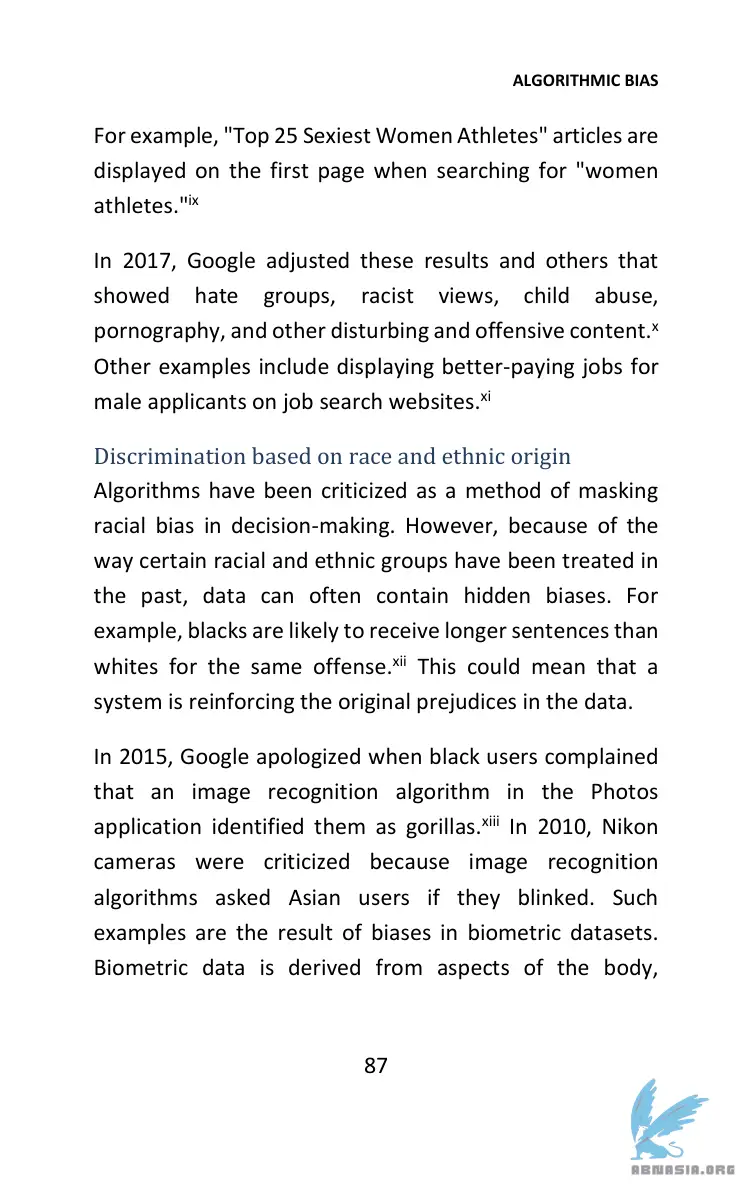 ALGORITHMIC BIAS
For example, "Top 25 Sexiest Women Athletes" articles are
displayed on the first page when searching for "women
athletes."ix
In 2017, Google adjusted these results and others that
showed hate groups, racist views, child abuse,
pornography, and other disturbing and offensive content.x
Other examples include displaying better-paying jobs for
male applicants on job search websites.xi
Discrimination based on race and ethnic origin
Algorithms have been criticized as a method of masking
racial bias in decision-making. However, because of the
way certain racial and ethnic groups have been treated in
the past, data can often contain hidden biases. For
example, blacks are likely to receive longer sentences than
whites for the same offense.xii This could mean that a
system is reinforcing the original prejudices in the data.
In 2015, Google apologized when black users complained
that an image recognition algorithm in the Photos
application identified them as gorillas.xiii In 2010, Nikon
cameras were criticized because image recognition
algorithms asked Asian users if they blinked. Such
examples are the result of biases in biometric datasets.
Biometric data is derived from aspects of the body,
87
ABNASIA.ORG